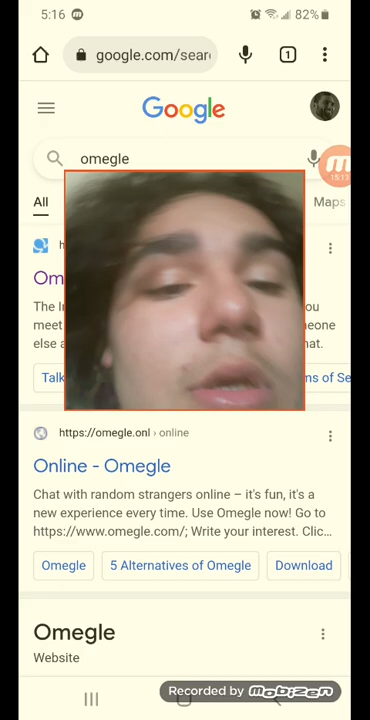 5:16
82%
google.com/sear
1
Google
omegle
15:13
All
Maps
h
Om
The I
ou
meet
eone
else a
hat.
Talk
ns of Se
https://omegle.onl › online
Online - Omegle
Chat with random strangers online – it's fun, it's a
new experience every time. Use Omegle now! Go to
https://www.omegle.com/; Write your interest. Clic...
Omegle
5 Alternatives of Omegle
Download
Omegle
Website
Recorded by mobizen